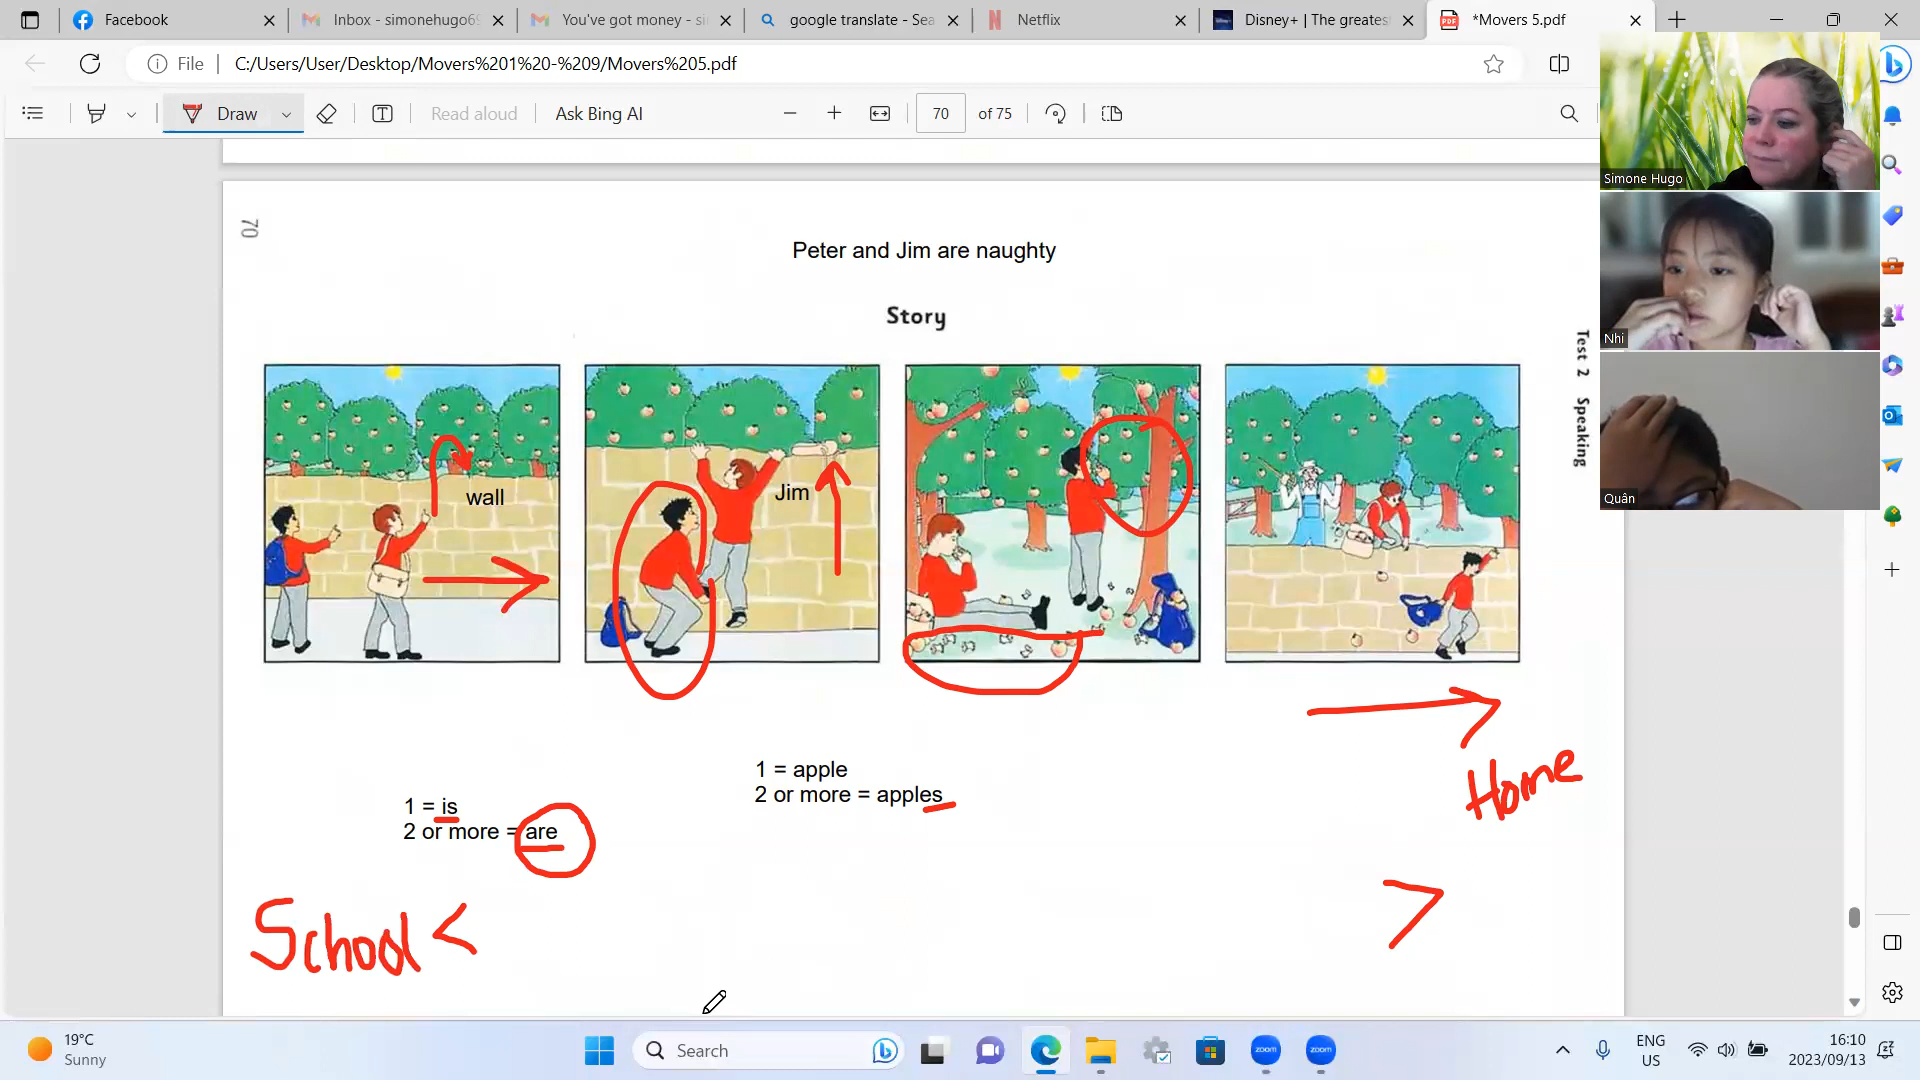 Facebook
Inbox - simonehugo69
You've got money - si
google translate - Sea
Netflix
Disney+ | The greatest
*Movers 5.pdf
File
C:/Users/User/Desktop/Movers%201%20-%209/Movers%205.pdf
Draw
Read aloud
Ask Bing AI
70
of 75
Simone Hugo
Nhi
Quân
70
Peter and Jim are naughty
Story
Test 2 Speaking
wall
Jim
1 = apple
2 or more = apples
1 = is
2 or more = are
Home
School <
>
19°C
Sunny
Search
zoom
zoom
ENG
US
16:10
2023/09/13